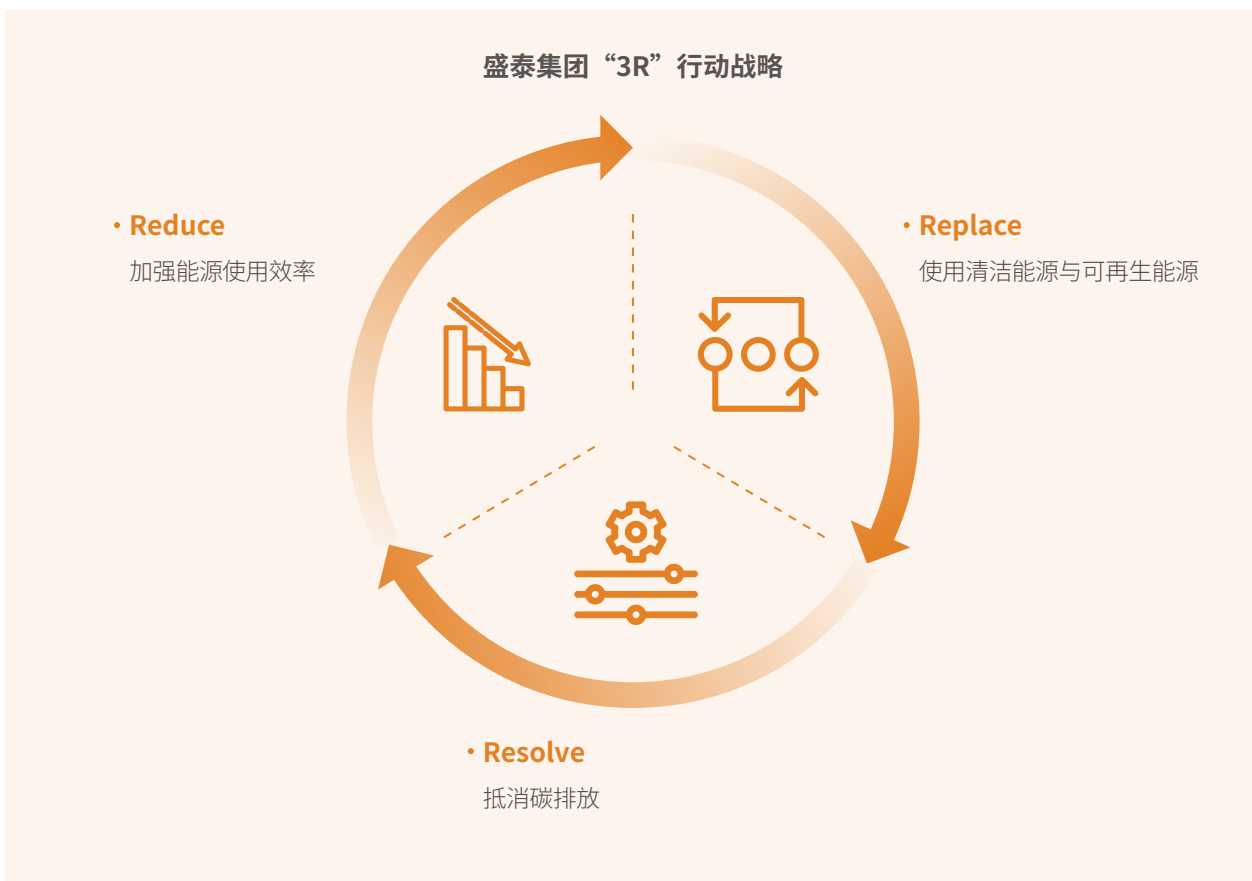 盛泰集团“3R”行动战略
· Reduce
加强能源使用效率
· Replace
使用清洁能源与可再生能源
· Resolve
抵消碳排放